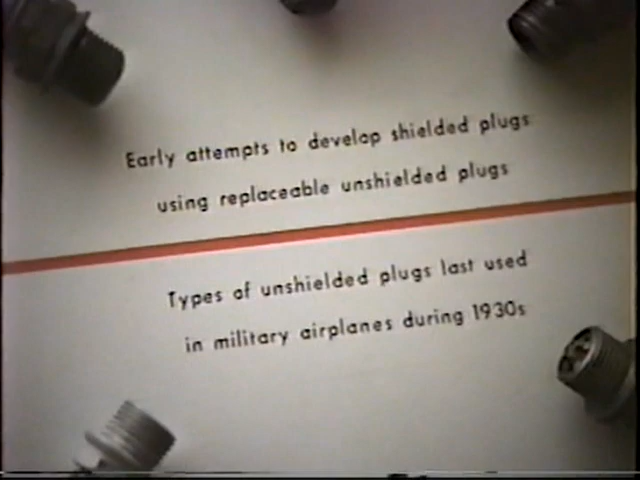 Early attempts to develop shielded plugs
using replaceable unshielded plugs
Types of unshielded plugs last used
in military airplanes during 1930s